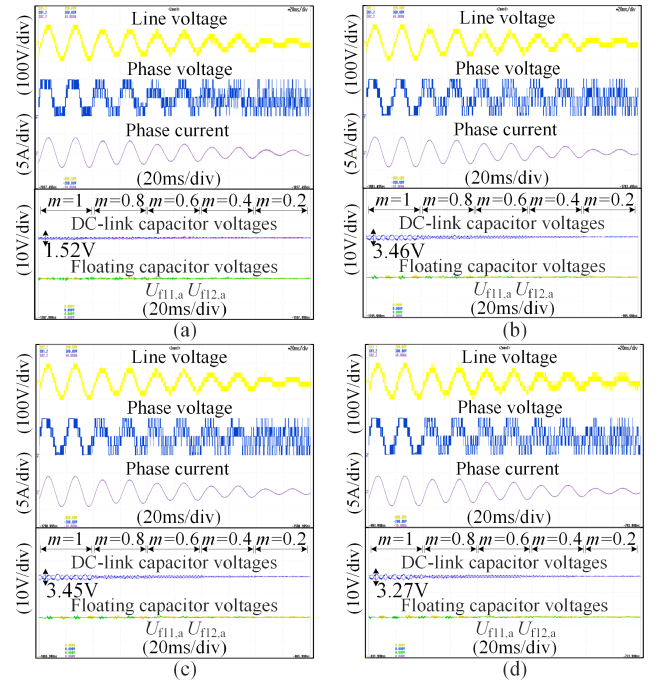 (100V/div)
Line voltage
Phase voltage
(5A/div)
Phase current
(20ms/div)
(10V/div)
m=1 m=0.8 m=0.6 m=0.4 m=0.2
DC-link capacitor voltages
1.52V
Floating capacitor voltages
Uf11,a Uf12,a
(20ms/div)
(a)
(100V/div)
Line voltage
Phase voltage
(5A/div)
Phase current
(20ms/div)
(10V/div)
m=1 m=0.8 m=0.6 m=0.4 m=0.2
DC-link capacitor voltages
3.46V
Floating capacitor voltages
Uf11,a Uf12,a
(20ms/div)
(b)
(100V/div)
Line voltage
Phase voltage
(5A/div)
Phase current
(20ms/div)
(10V/div)
m=1 m=0.8 m=0.6 m=0.4 m=0.2
DC-link capacitor voltages
3.45V
Floating capacitor voltages
Uf11,a Uf12,a
(20ms/div)
(c)
(100V/div)
Line voltage
Phase voltage
(5A/div)
Phase current
(20ms/div)
(10V/div)
m=1 m=0.8 m=0.6 m=0.4 m=0.2
DC-link capacitor voltages
3.27V
Floating capacitor voltages
Uf11,a Uf12,a
(20ms/div)
(d)